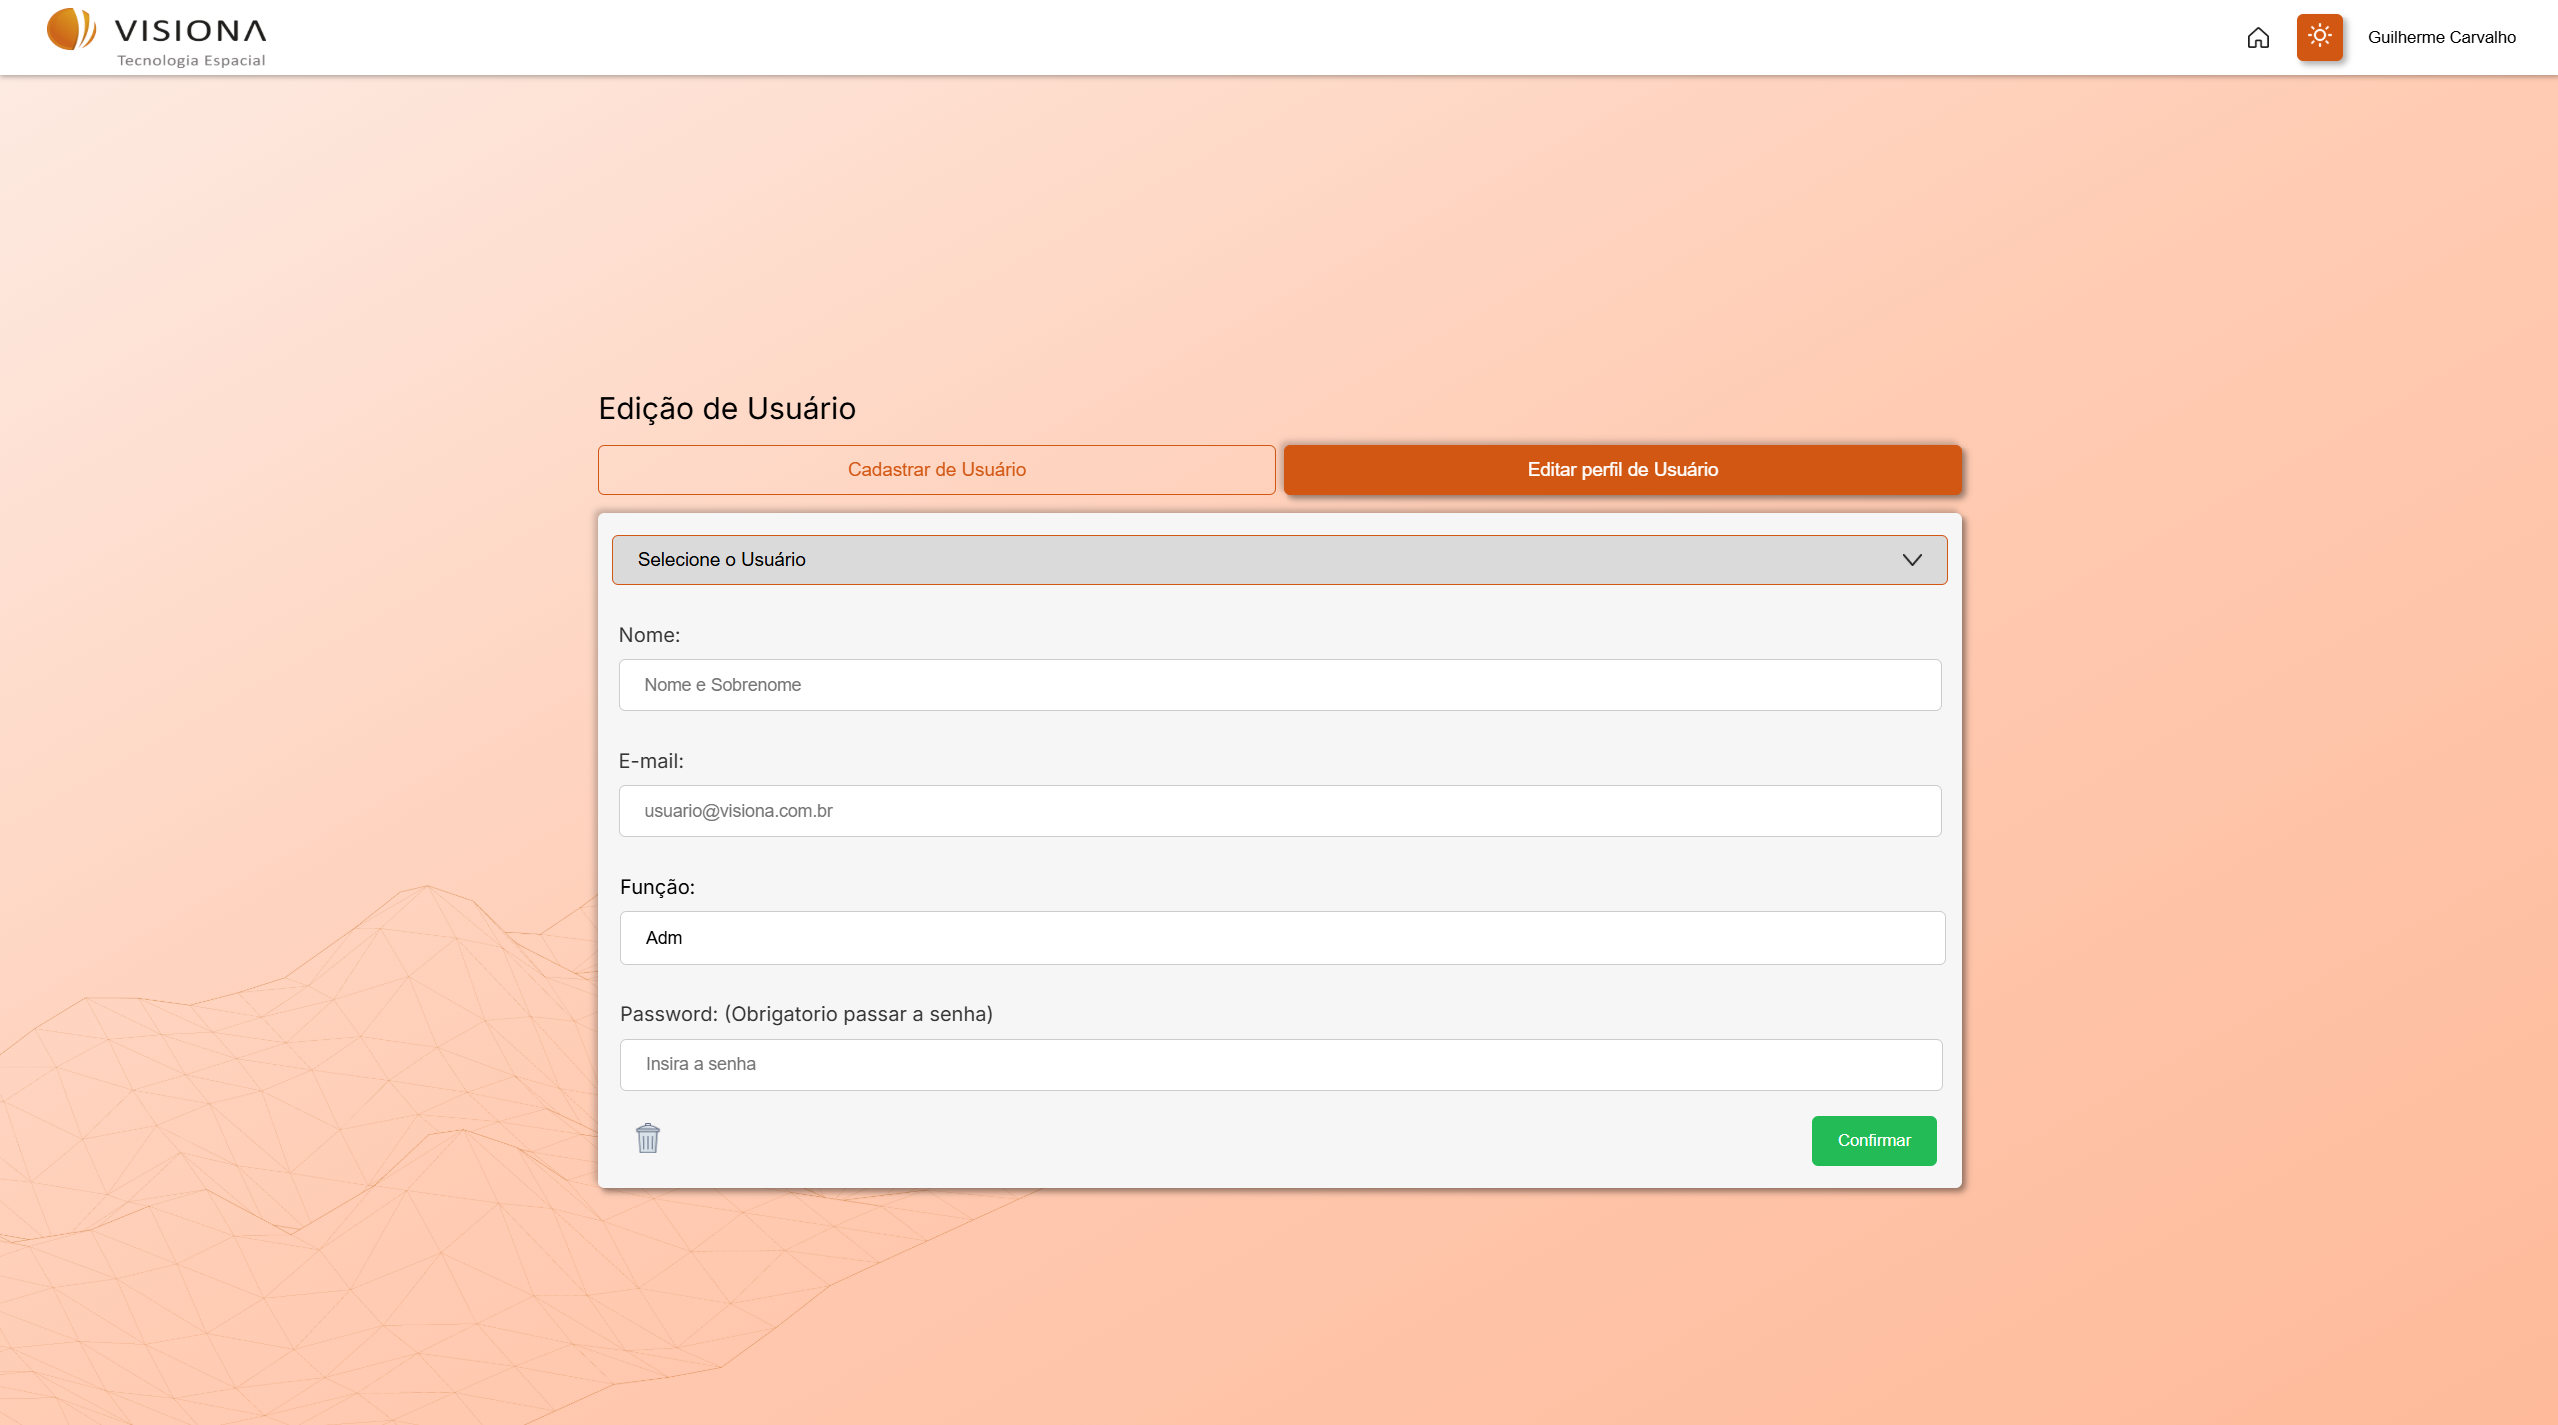 VISIONA
Tecnologia Espacial
Guilherme Carvalho
Edição de Usuário
Cadastrar de Usuário
Editar perfil de Usuário
Selecione o Usuário
Nome:
Nome e Sobrenome
E-mail:
usuario@visiona.com.br
Função:
Adm
Password: (Obrigatorio passar a senha)
Insira a senha
Confirmar